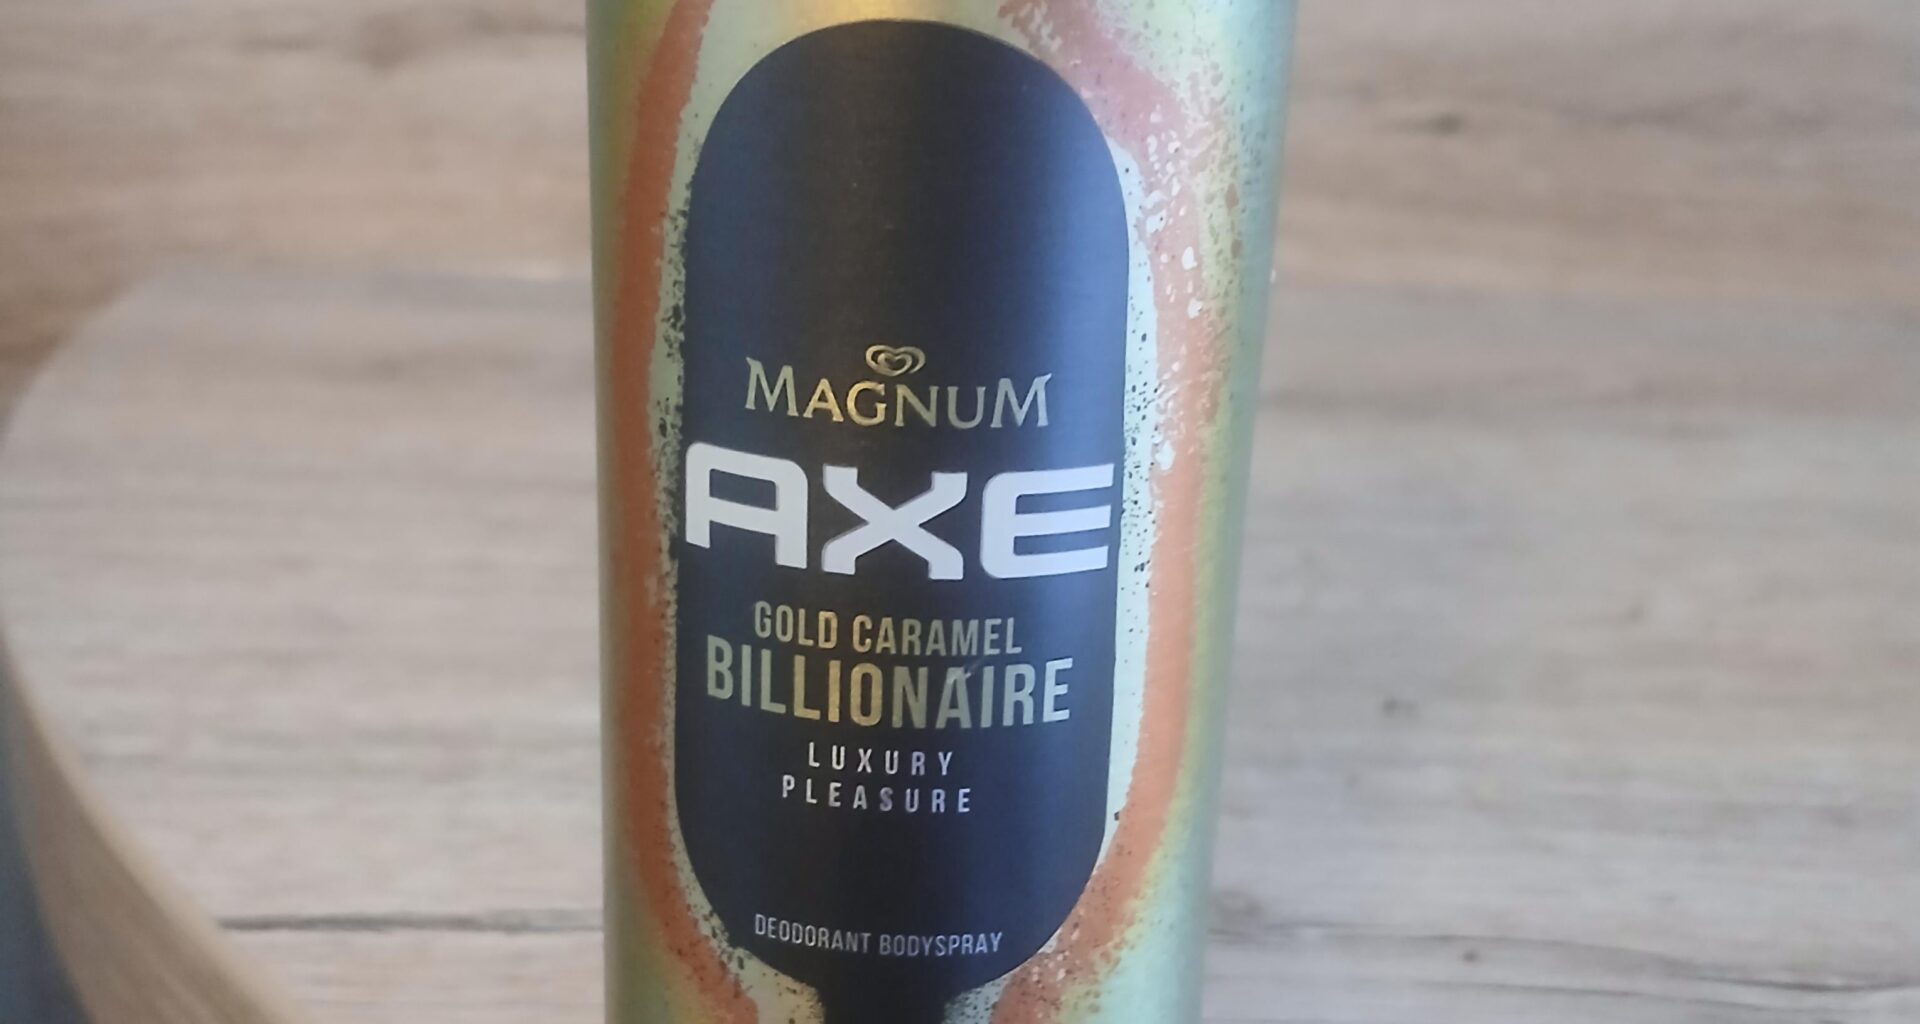 MAGNUM
AXE
GOLD CARAMEL
BILLIONAIRE
LUXURY
PLEASURE
DEODORANT BODYSPRAY